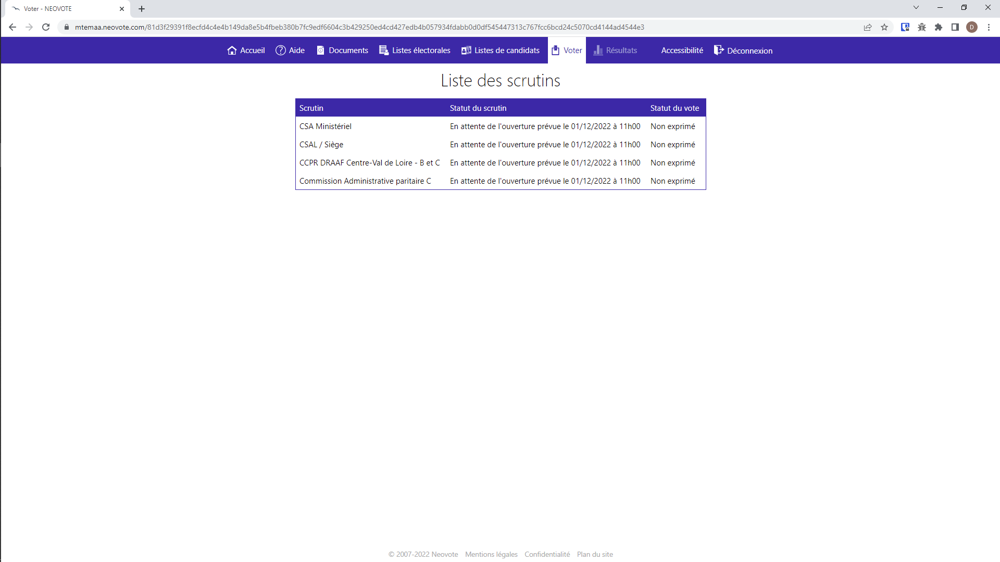 Voter - NEOVOTE
mtemaa.neovote.com/81d3f29391f8ecfd4c4e4b149da8e5b4fbeb380b7fc9edf6604c3b429250ed4cd427edb4b057934fdabb0d0df545447313c767fcc6bcd24c5070cd4144ad4544e3
D
Accueil Aide Documents Listes électorales Listes de candidats Voter Résultats Accessibilité Déconnexion
Liste des scrutins
Scrutin Statut du scrutin Statut du vote
CSA Ministériel En attente de l'ouverture prévue le 01/12/2022 à 11h00 Non exprimé
CSAL / Siège En attente de l'ouverture prévue le 01/12/2022 à 11h00 Non exprimé
CCPR DRAAF Centre-Val de Loire - B et C En attente de l'ouverture prévue le 01/12/2022 à 11h00 Non exprimé
Commission Administrative paritaire C En attente de l'ouverture prévue le 01/12/2022 à 11h00 Non exprimé
© 2007-2022 Neovote Mentions légales Confidentialité Plan du site